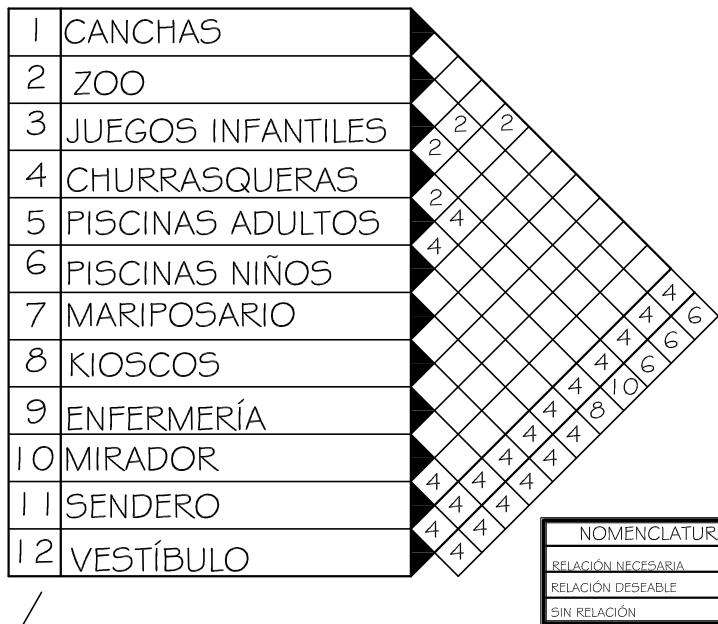 1 CANCHAS
2 ZOO
3 JUEGOS INFANTILES
4 CHURRASQUERAS
5 PISCINAS ADULTOS
6 PISCINAS NIÑOS
7 MARIPOSARIO
8 KIOSCOS
9 ENFERMERÍA
10 MIRADOR
11 SENDERO
12 VESTÍBULO
2 2
2
2
4
4
4
4 6
4 6
4 6
4 10
4 8
4 4
4 4
4 4
4 4
4 4
4
NOMENCLATUR
RELACIÓN NECESARIA
RELACIÓN DESEABLE
SIN RELACIÓN